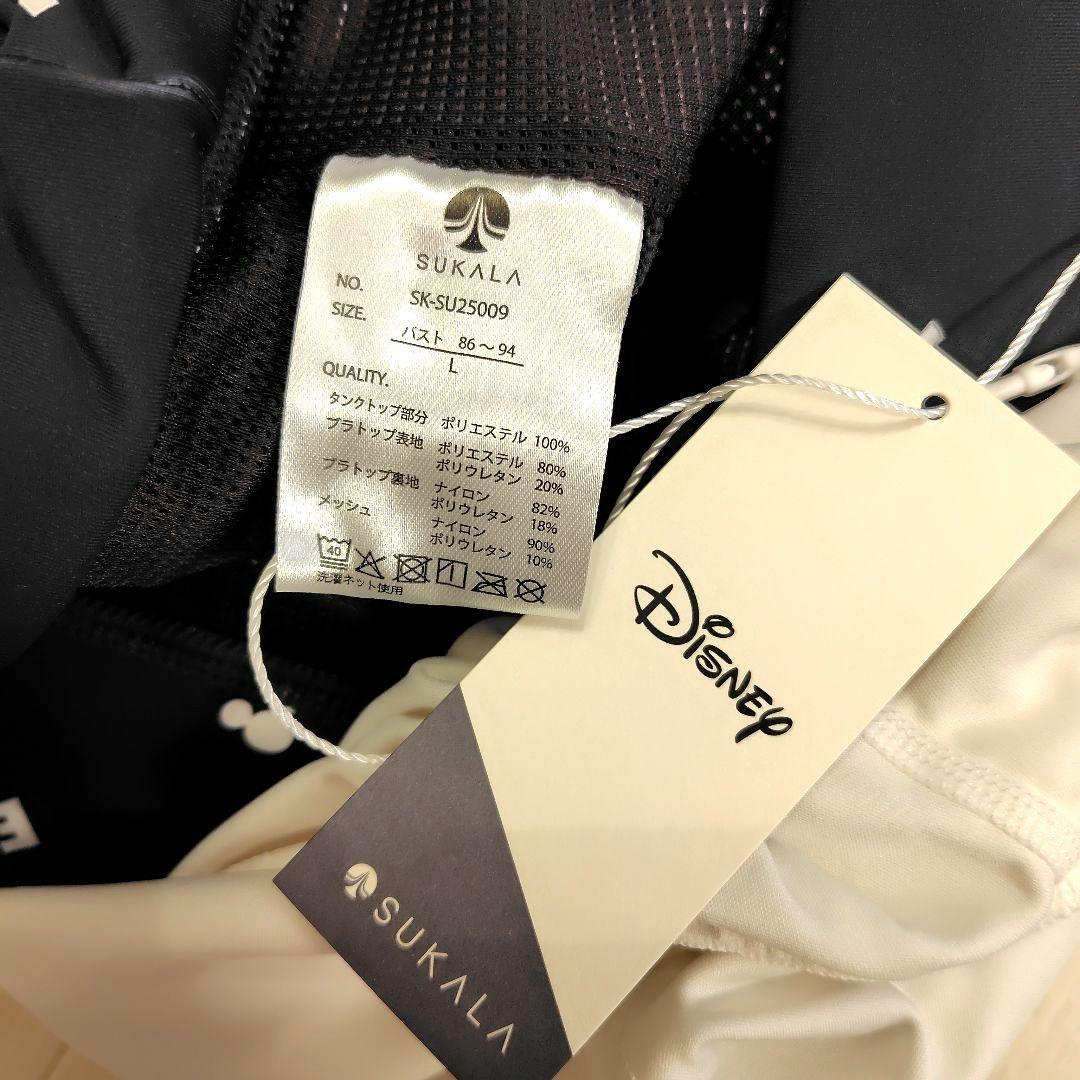 SUKALA
NO. SK-SU25009
SIZE. バスト 86～94
L
QUALITY.
タンクトップ部分 ポリエステル 100%
ブラトップ表地 ポリエステル 80%
ポリウレタン 20%
ブラトップ裏地 ナイロン 82%
ポリウレタン 18%
メッシュ ナイロン 90%
ポリウレタン 10%
40
洗濯ネット使用
Disney
SUKALA
E